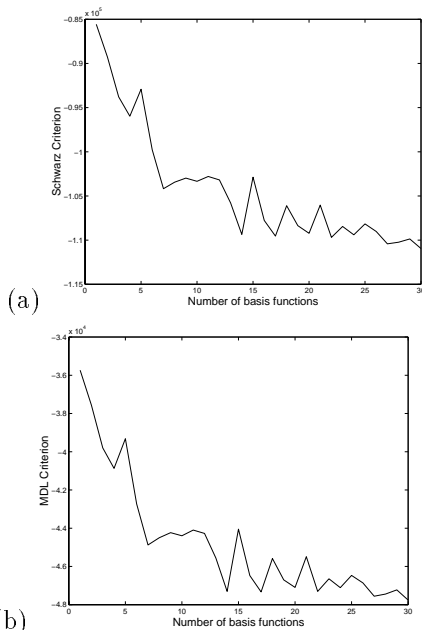 x 10^5
−0.85
−0.9
−0.95
−1
−1.05
−1.1
−1.15
0 5 10 15 20 25 30
Schwarz Criterion
Number of basis functions
(a)
x 10^4
−3.4
−3.6
−3.8
−4
−4.2
−4.4
−4.6
−4.8
0 5 10 15 20 25 30
MDL Criterion
Number of basis functions
(b)